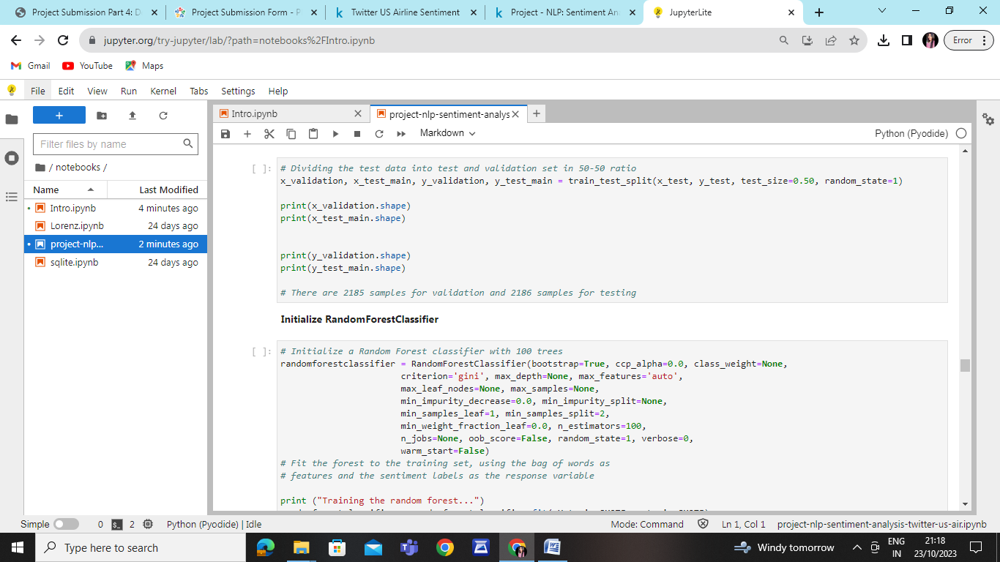 Project Submission Part 4: D
Project Submission Form - P
Twitter US Airline Sentiment
Project - NLP: Sentiment An
JupyterLite
jupyter.org/try-jupyter/lab/?path=notebooks%2FIntro.ipynb
Error
Gmail
YouTube
Maps
File Edit View Run Kernel Tabs Settings Help
Filter files by name
/ notebooks /
Name Last Modified
Intro.ipynb 4 minutes ago
Lorenz.ipynb 24 days ago
project-nlp... 2 minutes ago
sqlite.ipynb 24 days ago
Intro.ipynb
project-nlp-sentiment-analys
Markdown
Python (Pyodide)
[ ]: # Dividing the test data into test and validation set in 50-50 ratio
x_validation, x_test_main, y_validation, y_test_main = train_test_split(x_test, y_test, test_size=0.50, random_state=1)
print(x_validation.shape)
print(x_test_main.shape)
print(y_validation.shape)
print(y_test_main.shape)
# There are 2185 samples for validation and 2186 samples for testing
Initialize RandomForestClassifier
[ ]: # Initialize a Random Forest classifier with 100 trees
randomforestclassifier = RandomForestClassifier(bootstrap=True, ccp_alpha=0.0, class_weight=None,
criterion='gini', max_depth=None, max_features='auto',
max_leaf_nodes=None, max_samples=None,
min_impurity_decrease=0.0, min_impurity_split=None,
min_samples_leaf=1, min_samples_split=2,
min_weight_fraction_leaf=0.0, n_estimators=100,
n_jobs=None, oob_score=False, random_state=1, verbose=0,
warm_start=False)
# Fit the forest to the training set, using the bag of words as
# features and the sentiment labels as the response variable
print ("Training the random forest...")
Simple 0 2 Python (Pyodide) | Idle
Mode: Command Ln 1, Col 1 project-nlp-sentiment-analysis-twitter-us-air.ipynb
Type here to search
Windy tomorrow
ENG
IN
21:18
23/10/2023